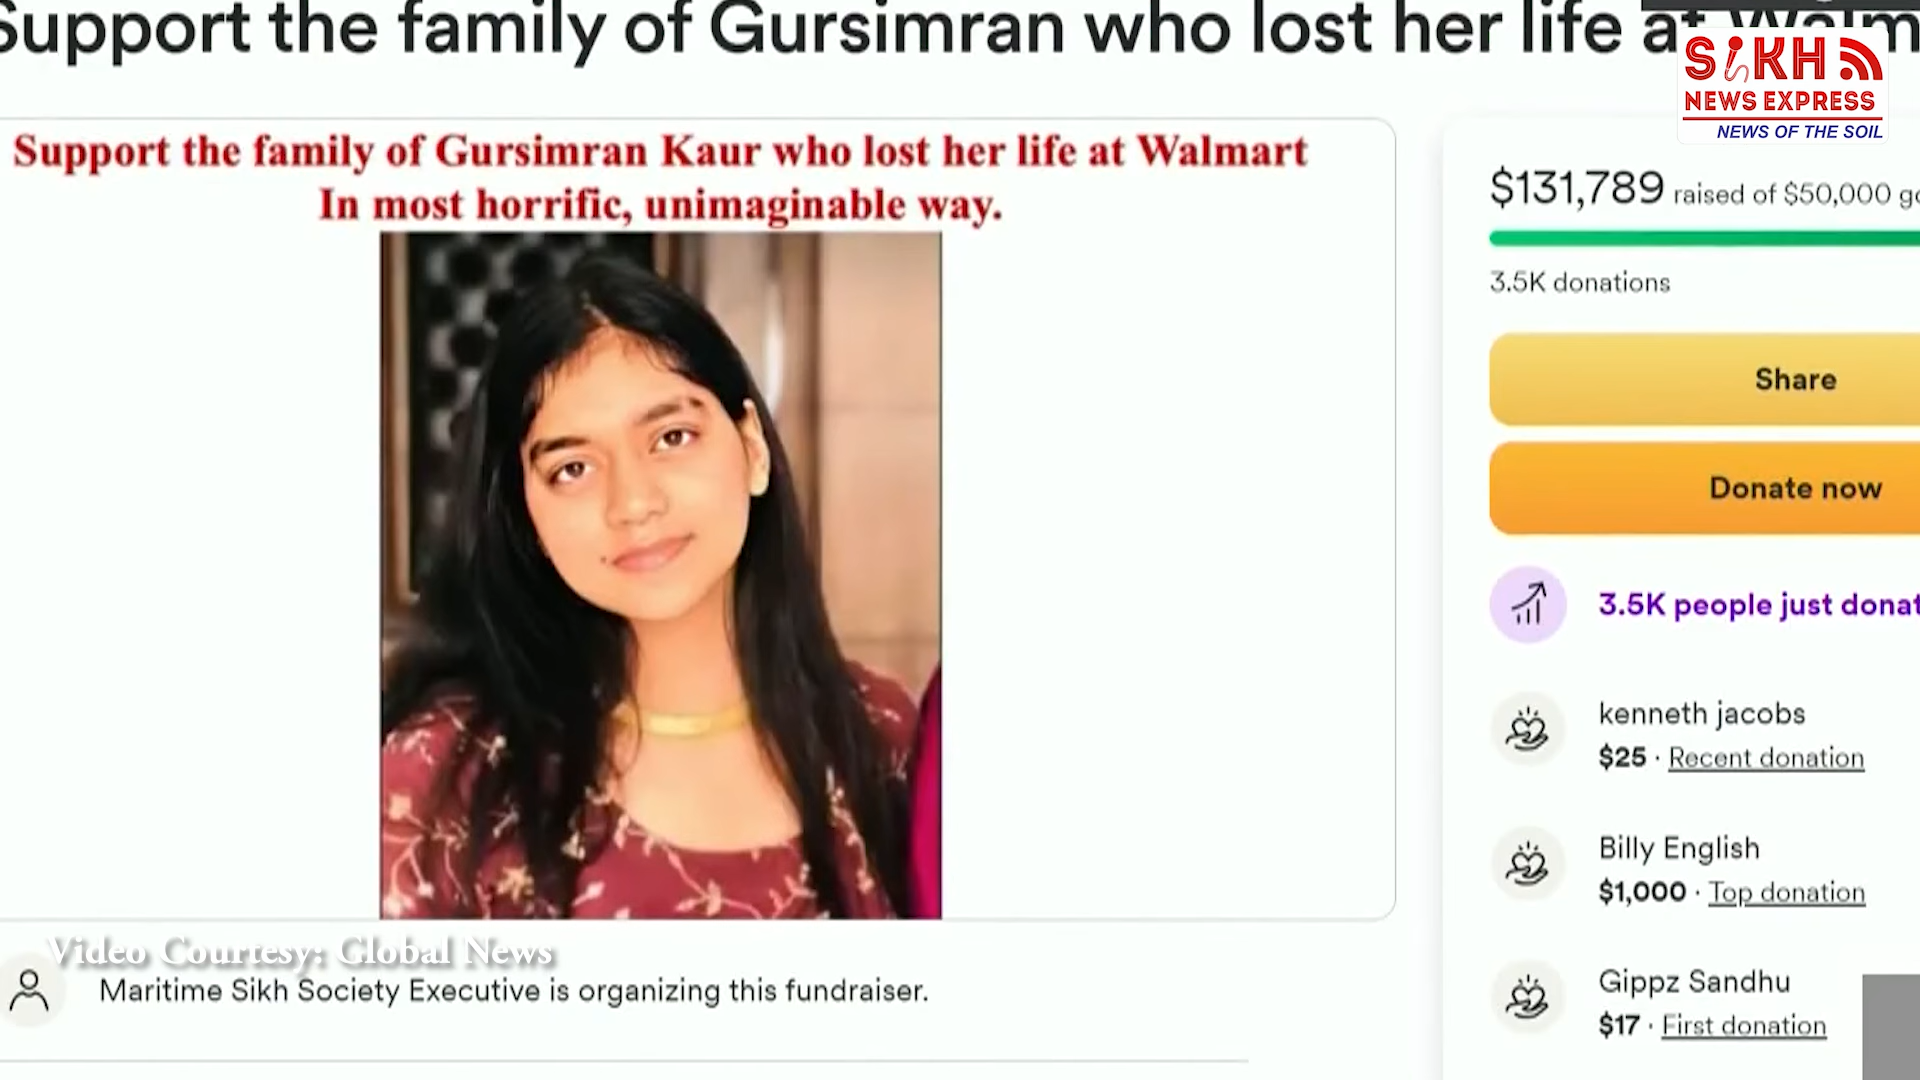 Support the family of Gursimran who lost her life at Walm
SiKH
NEWS EXPRESS
NEWS OF THE SOIL
Support the family of Gursimran Kaur who lost her life at Walmart
In most horrific, unimaginable way.
$131,789 raised of $50,000 go
3.5K donations
Share
Donate now
3.5K people just donat
kenneth jacobs
$25 · Recent donation
Billy English
$1,000 · Top donation
Gippz Sandhu
$17 · First donation
Video Courtesy: Global News
Maritime Sikh Society Executive is organizing this fundraiser.